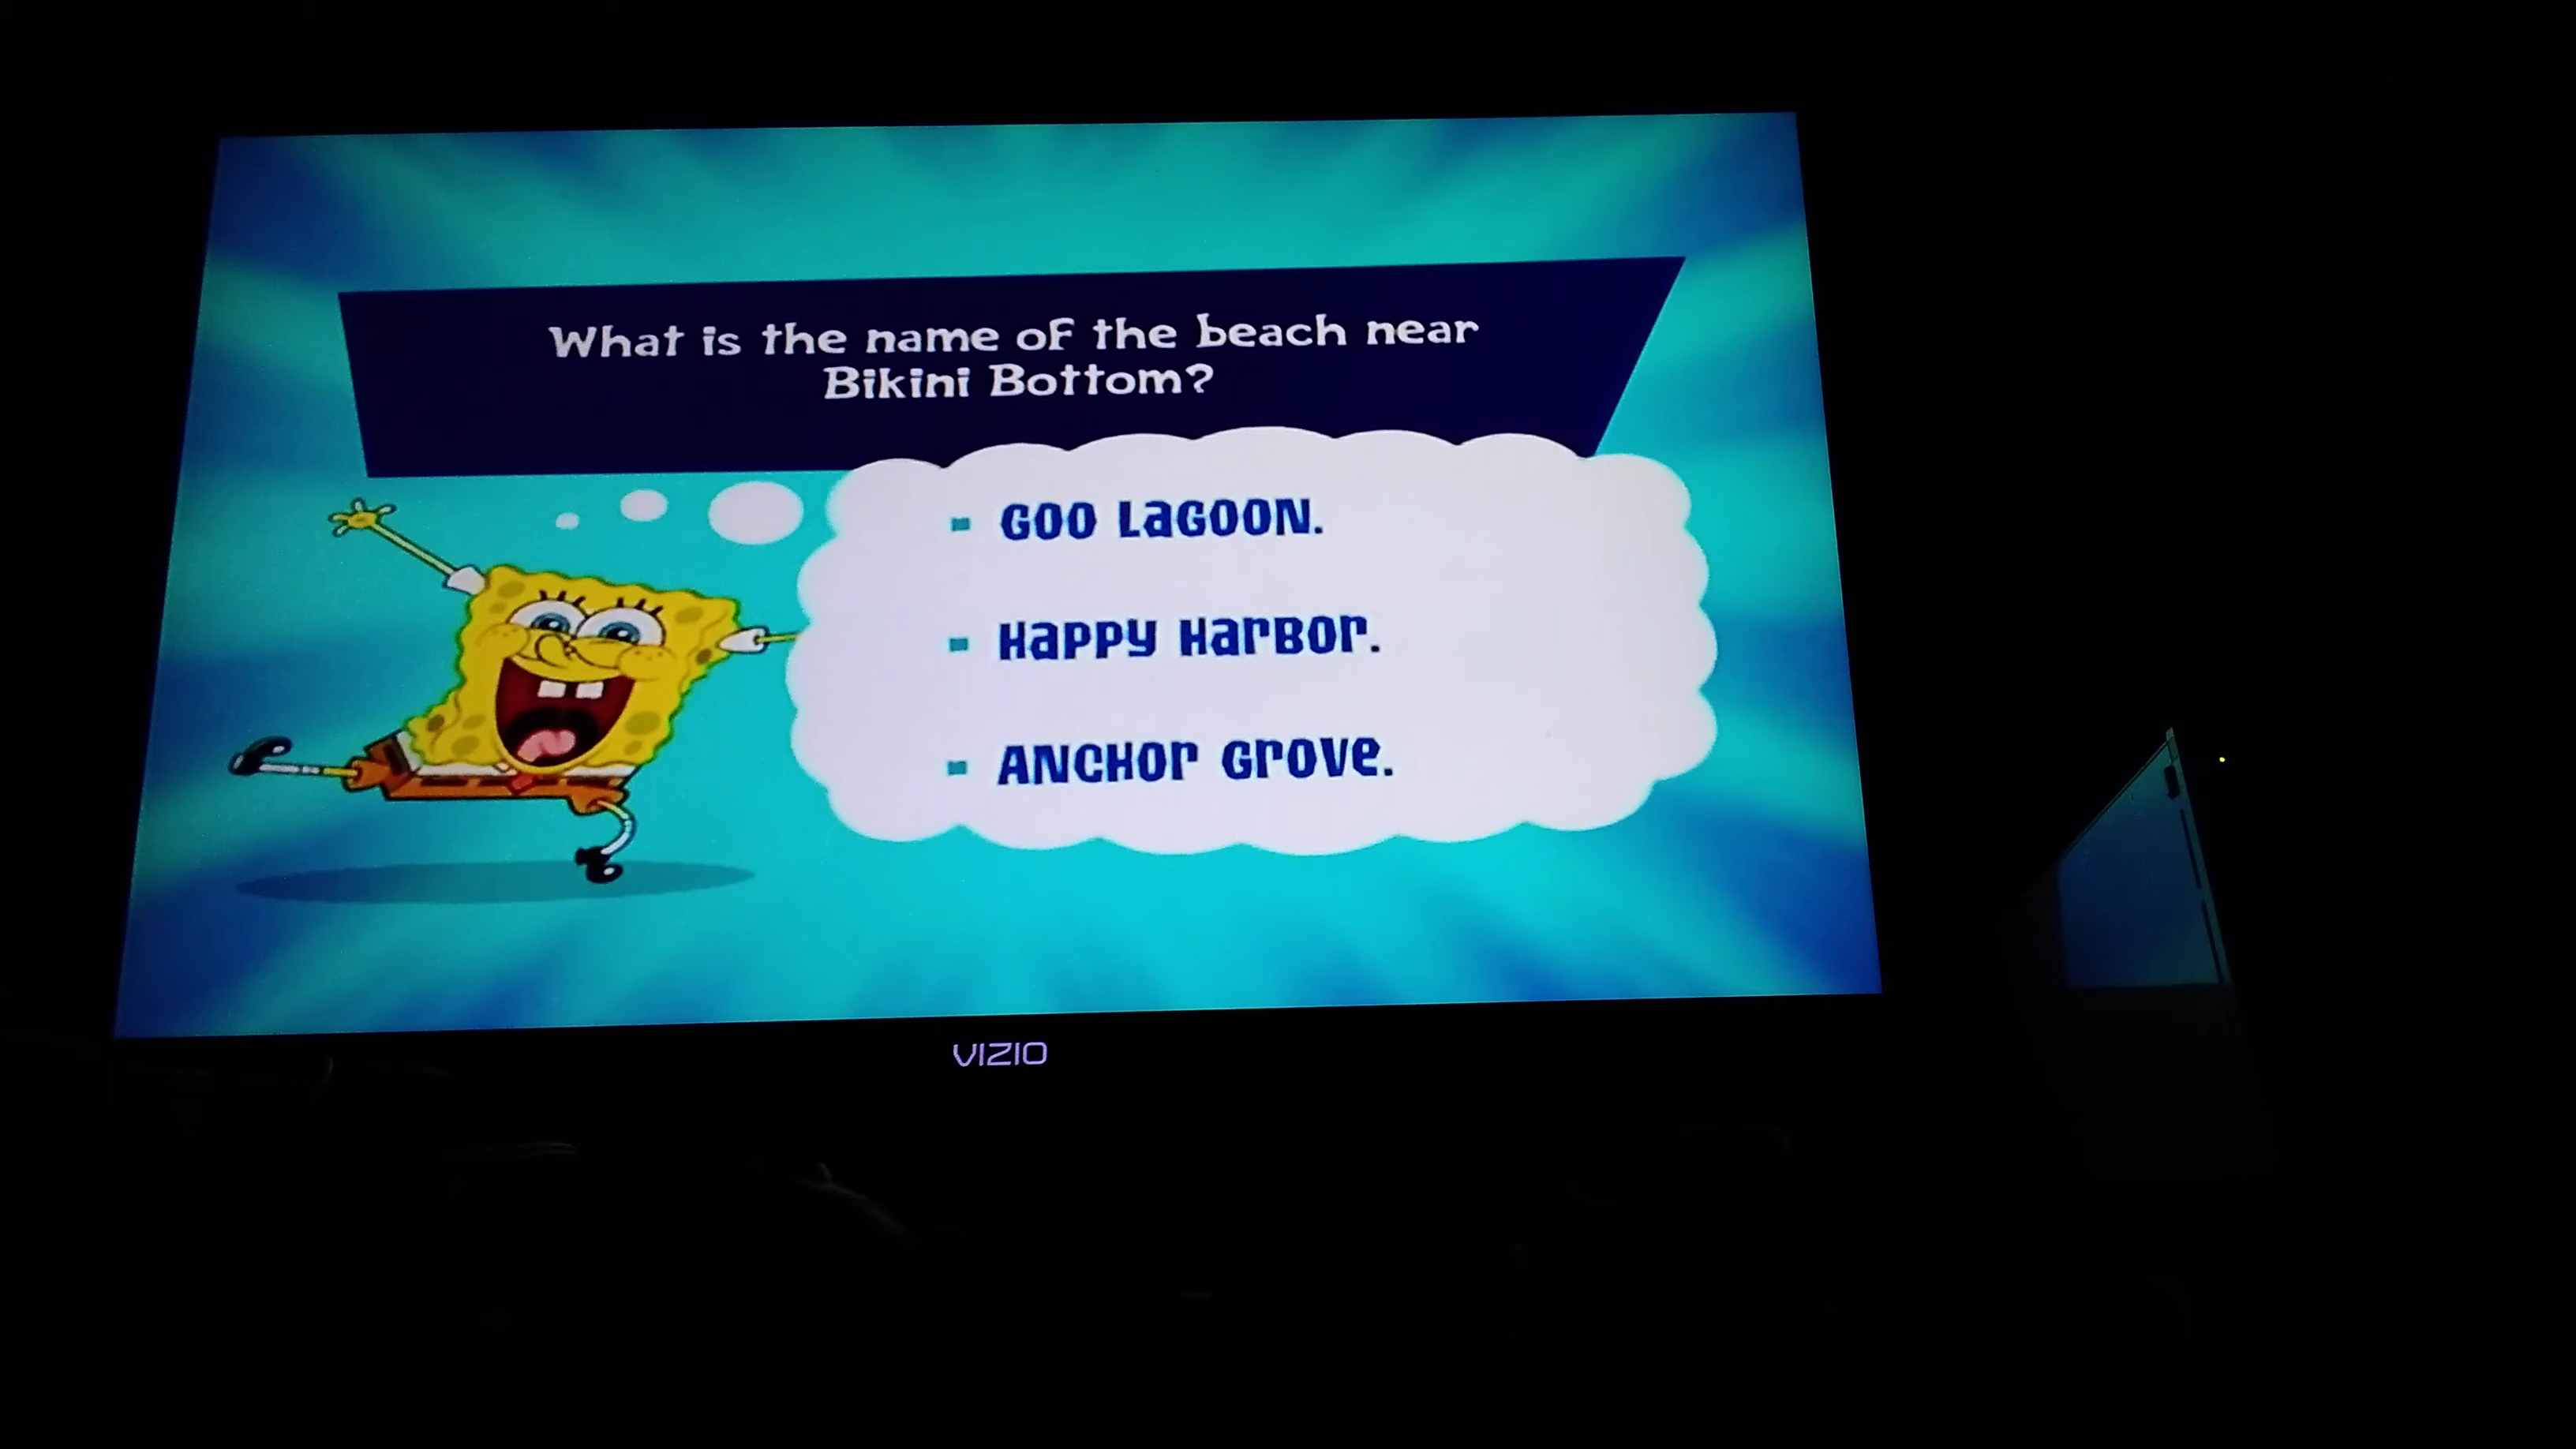 What is the name of the beach near
Bikini Bottom?
GOO LAGOON.
HAPPY HARBOR.
ANCHOR GROVE.
VIZIO